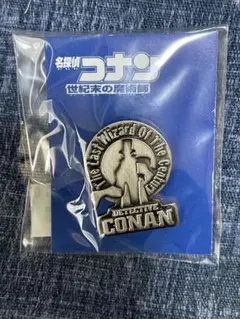 名探偵
コナン
世紀末の魔術師
The Last Wizard Of The Century
DETECTIVE
CONAN